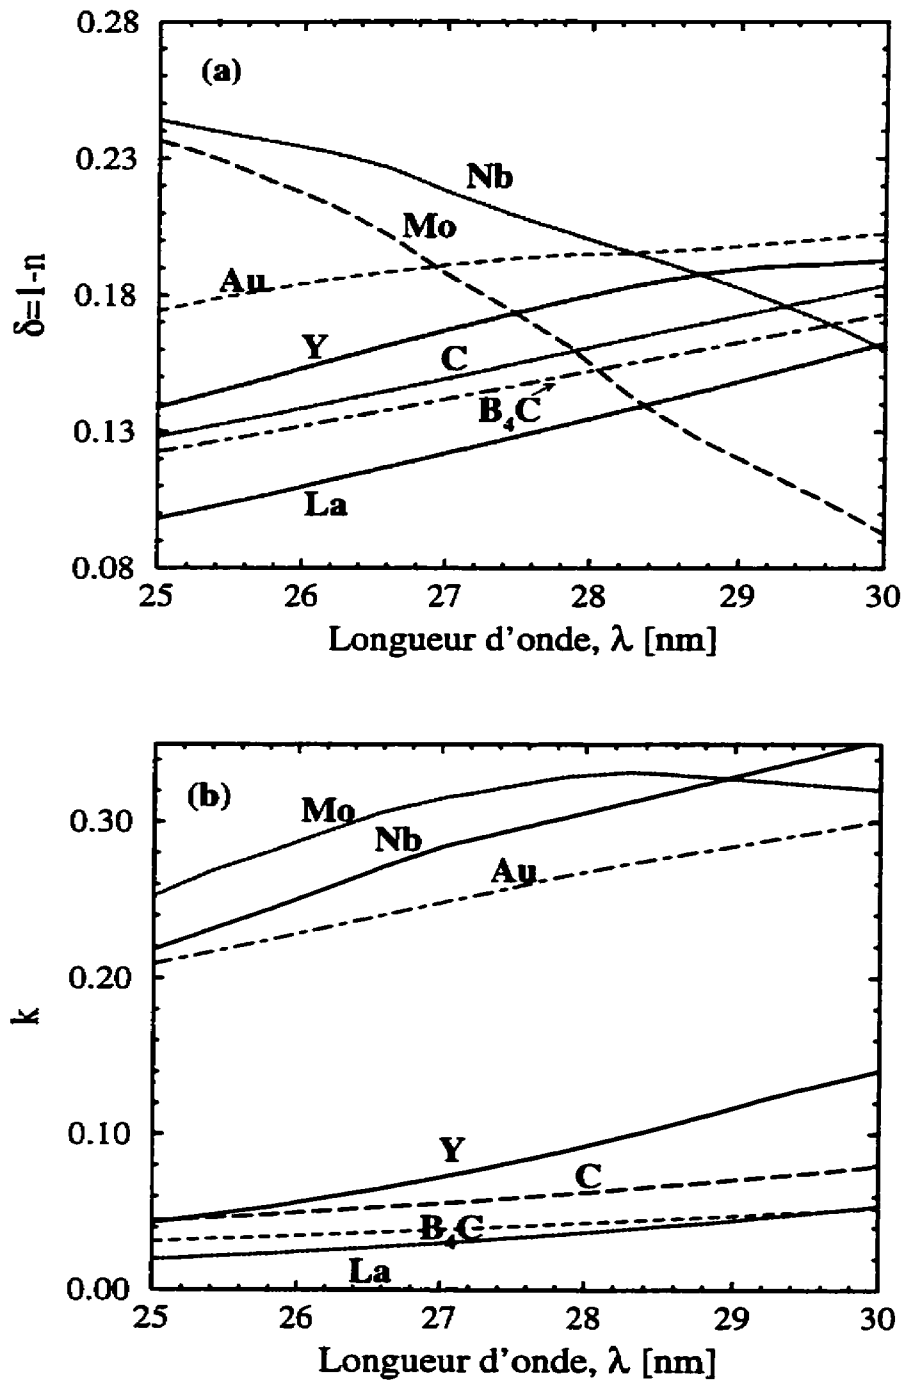 0.28
(a)
0.23
Nb
Mo
δ=1-n
Au
0.18
Y
C
B₄C
0.13
La
0.08
25 26 27 28 29 30
Longueur d'onde, λ [nm]
(b)
0.30
Mo
Nb
Au
0.20
k
0.10
Y
C
B₄C
La
0.00
25 26 27 28 29 30
Longueur d'onde, λ [nm]